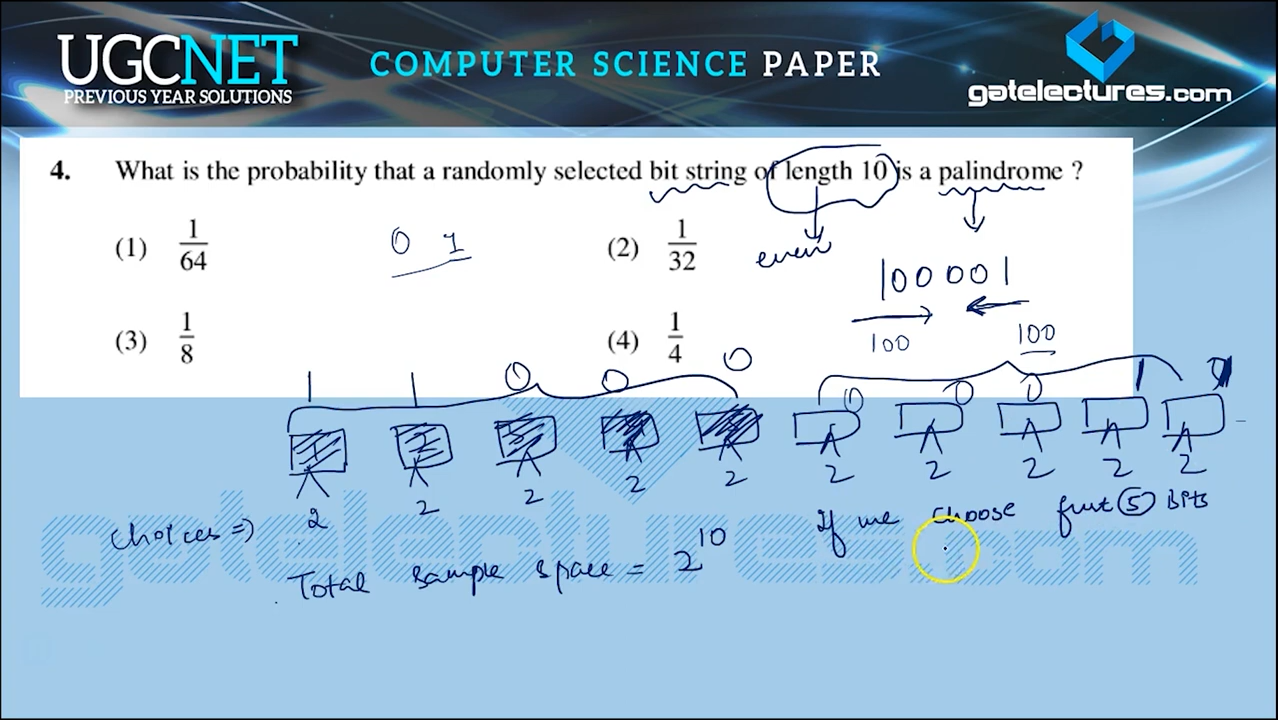 UGCNET
PREVIOUS YEAR SOLUTIONS
COMPUTER SCIENCE PAPER
gatelectures.com
4. What is the probability that a randomly selected bit string of length 10 is a palindrome ?
(1) 1/64
(2) 1/32
(3) 1/8
(4) 1/4
0 1
even
100001
100
100
1 1 0 0 0 0 0 0 1
2 2 2 2 2 2 2 2 2 2
choices =>
If we choose first 5 Bits
Total sample space = 2^10
gatelectures.com